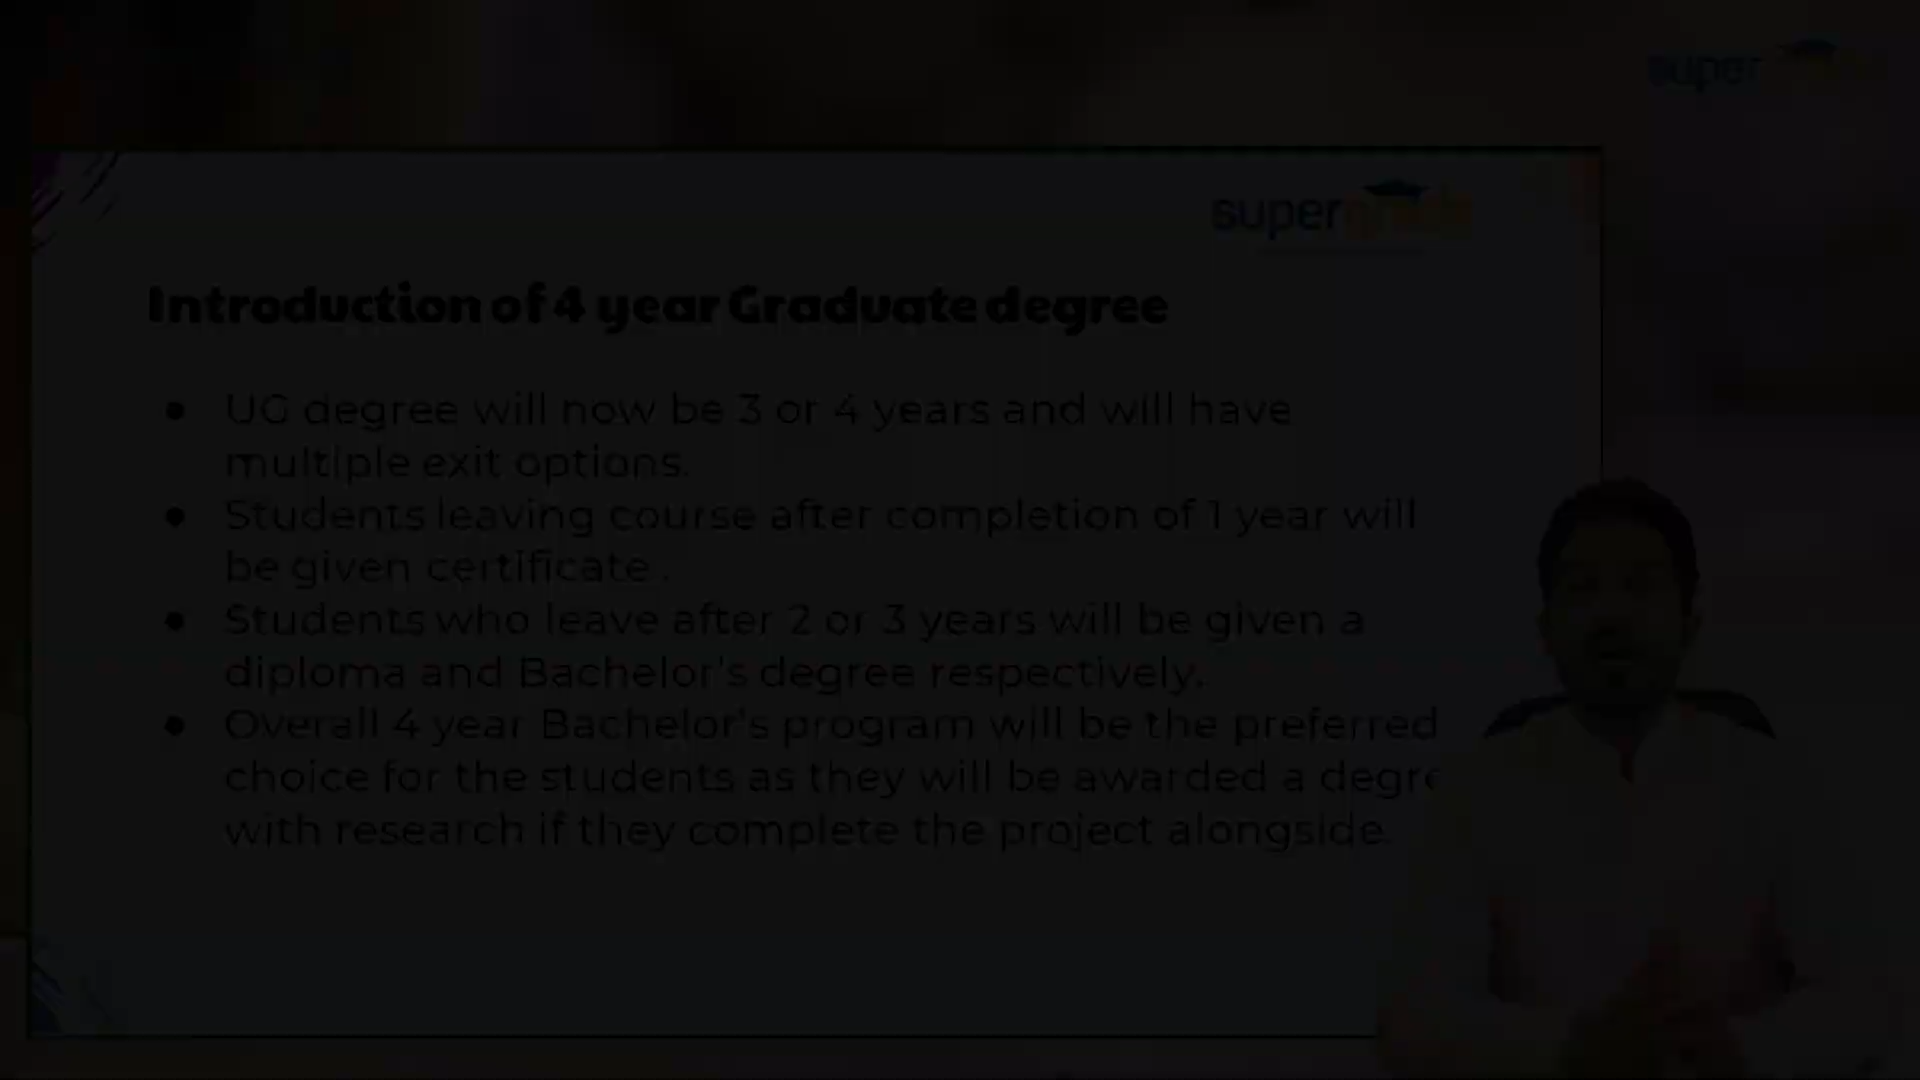 super
super
Introduction of 4 year Graduate degree
● UG degree will now be 3 or 4 years and will have
multiple exit options.
● Students leaving course after completion of 1 year will
be given certificate .
● Students who leave after 2 or 3 years will be given a
diploma and Bachelor's degree respectively.
● Overall 4 year Bachelor's program will be the preferred
choice for the students as they will be awarded a degre
with research if they complete the project alongside.